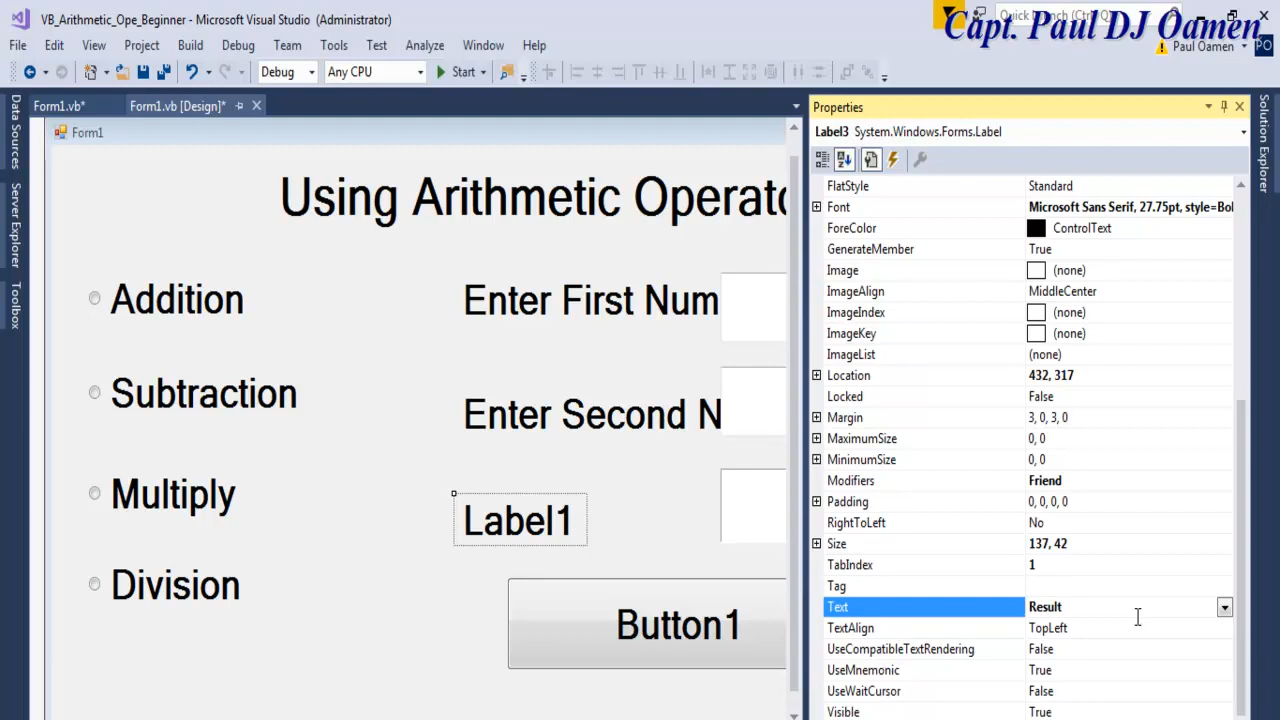 VB_Arithmetic_Ope_Beginner - Microsoft Visual Studio (Administrator)
Quick Launch (Ctrl+Q)
Capt. Paul DJ Oamen
File Edit View Project Build Debug Team Tools Test Analyze Window Help
Paul Oamen PO
Debug Any CPU Start
Form1.vb* Form1.vb [Design]*
Data Sources
Server Explorer
Toolbox
Form1
Using Arithmetic Operato
Addition
Enter First Num
Subtraction
Enter Second N
Multiply
Label1
Division
Button1
Properties
Label3 System.Windows.Forms.Label
FlatStyle Standard
Font Microsoft Sans Serif, 27.75pt, style=Bol
ForeColor ControlText
GenerateMember True
Image (none)
ImageAlign MiddleCenter
ImageIndex (none)
ImageKey (none)
ImageList (none)
Location 432, 317
Locked False
Margin 3, 0, 3, 0
MaximumSize 0, 0
MinimumSize 0, 0
Modifiers Friend
Padding 0, 0, 0, 0
RightToLeft No
Size 137, 42
TabIndex 1
Tag
Text Result
TextAlign TopLeft
UseCompatibleTextRendering False
UseMnemonic True
UseWaitCursor False
Visible True
Solution Explorer